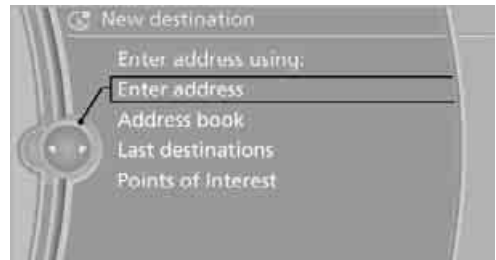 New destination
Enter address using:
Enter address
Address book
Last destinations
Points of Interest